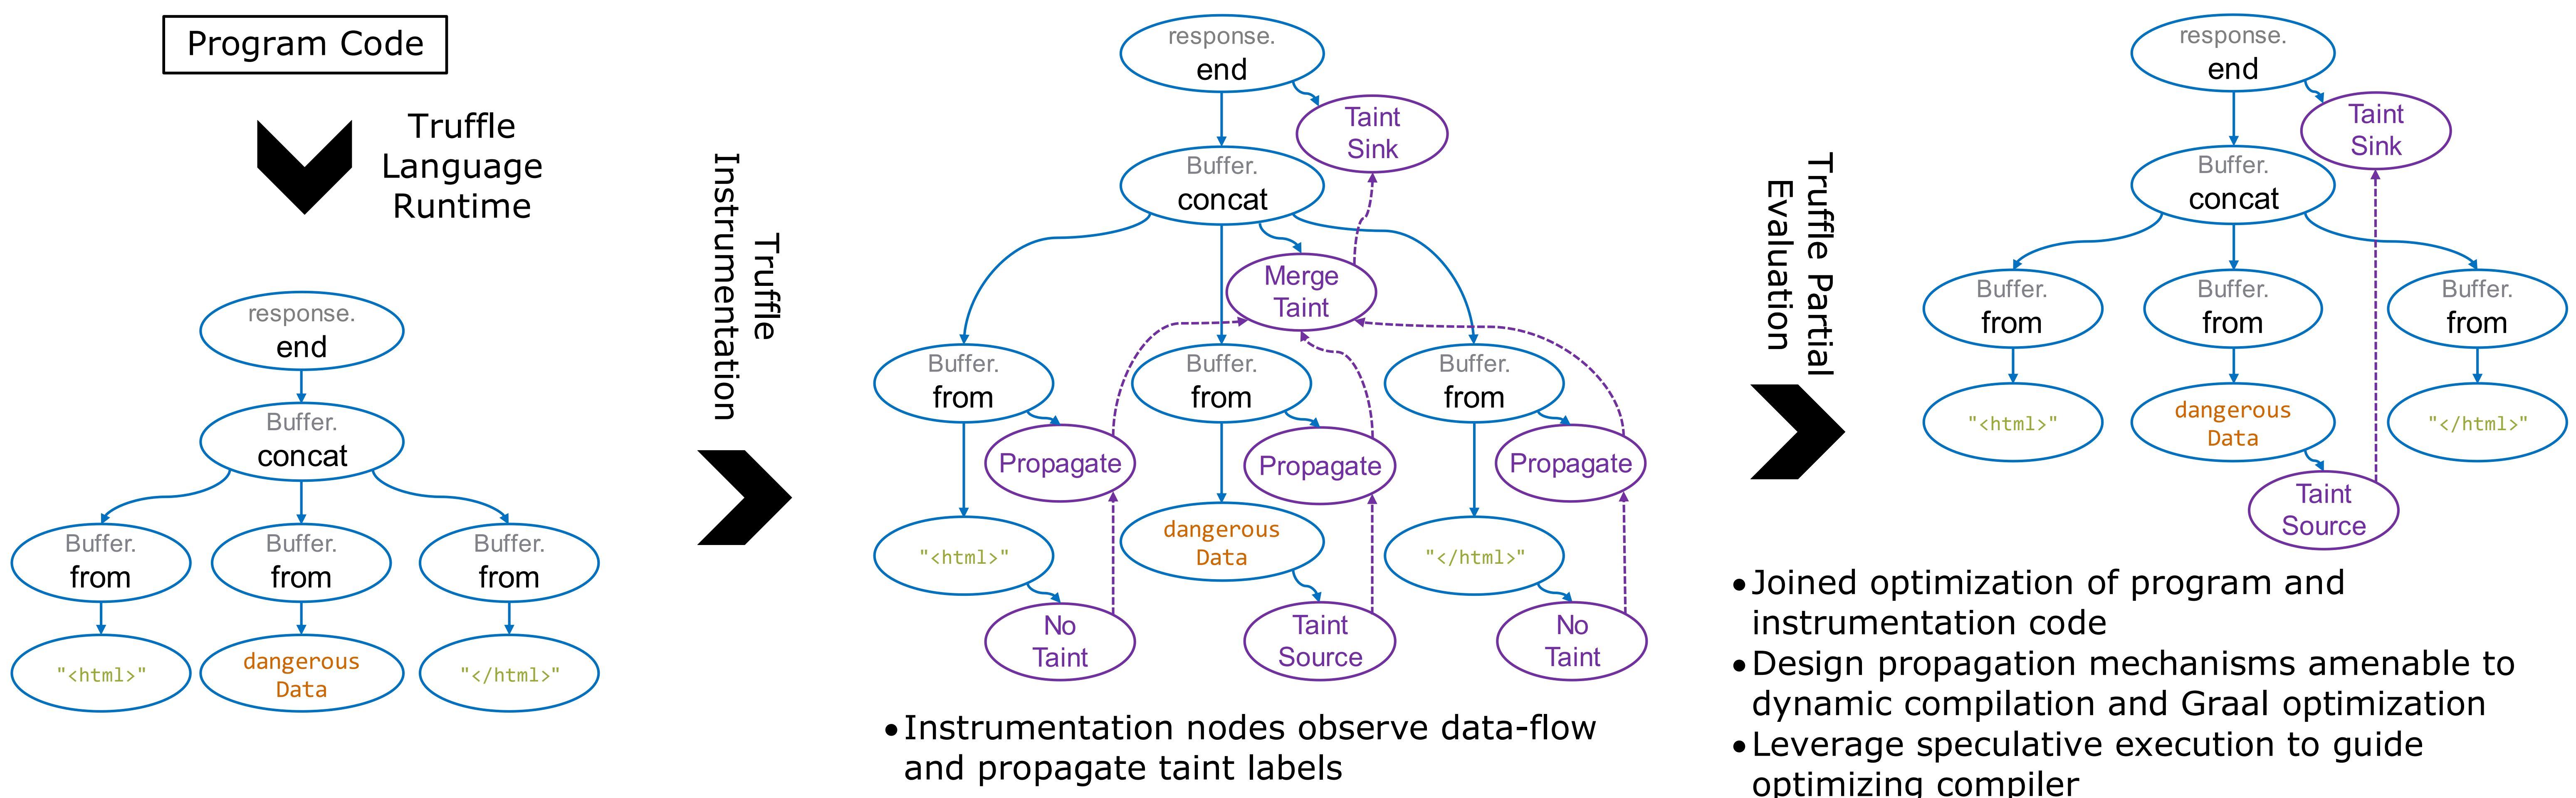 Program Code
Truffle
Language
Runtime
response.
end
Buffer.
concat
Buffer.
from
Buffer.
from
Buffer.
from
"<html>"
dangerous
Data
"</html>"
Truffle
Instrumentation
response.
end
Taint
Sink
Buffer.
concat
Merge
Taint
Buffer.
from
Buffer.
from
Buffer.
from
Propagate
Propagate
Propagate
"<html>"
dangerous
Data
"</html>"
No
Taint
Taint
Source
No
Taint
•Instrumentation nodes observe data-flow
and propagate taint labels
Truffle Partial
Evaluation
response.
end
Taint
Sink
Buffer.
concat
Buffer.
from
Buffer.
from
Buffer.
from
"<html>"
dangerous
Data
"</html>"
Taint
Source
•Joined optimization of program and
instrumentation code
•Design propagation mechanisms amenable to
dynamic compilation and Graal optimization
•Leverage speculative execution to guide
optimizing compiler